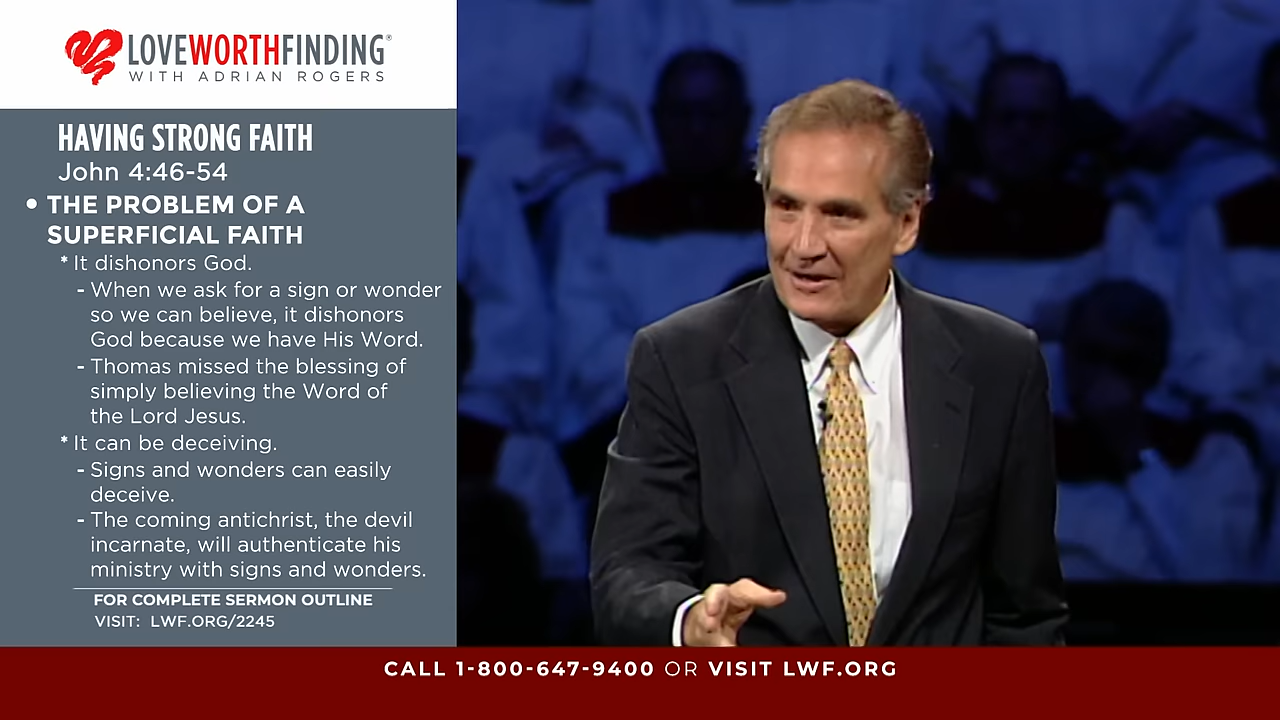 LOVEWORTHFINDING®
WITH ADRIAN ROGERS
HAVING STRONG FAITH
John 4:46-54
• THE PROBLEM OF A
SUPERFICIAL FAITH
* It dishonors God.
- When we ask for a sign or wonder
so we can believe, it dishonors
God because we have His Word.
- Thomas missed the blessing of
simply believing the Word of
the Lord Jesus.
* It can be deceiving.
- Signs and wonders can easily
deceive.
- The coming antichrist, the devil
incarnate, will authenticate his
ministry with signs and wonders.
FOR COMPLETE SERMON OUTLINE
VISIT: LWF.ORG/2245
CALL 1-800-647-9400 OR VISIT LWF.ORG